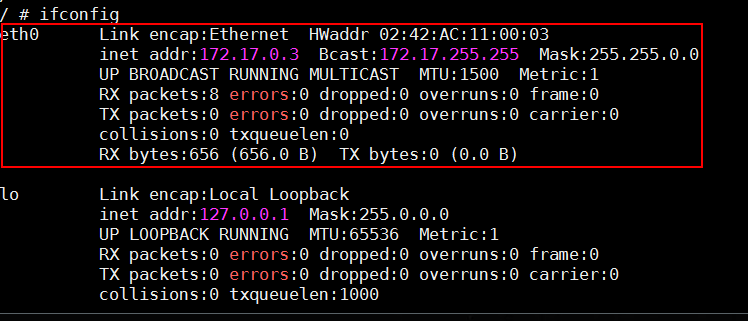 / # ifconfig
eth0 Link encap:Ethernet HWaddr 02:42:AC:11:00:03
inet addr:172.17.0.3 Bcast:172.17.255.255 Mask:255.255.0.0
UP BROADCAST RUNNING MULTICAST MTU:1500 Metric:1
RX packets:8 errors:0 dropped:0 overruns:0 frame:0
TX packets:0 errors:0 dropped:0 overruns:0 carrier:0
collisions:0 txqueuelen:0
RX bytes:656 (656.0 B) TX bytes:0 (0.0 B)
lo Link encap:Local Loopback
inet addr:127.0.0.1 Mask:255.0.0.0
UP LOOPBACK RUNNING MTU:65536 Metric:1
RX packets:0 errors:0 dropped:0 overruns:0 frame:0
TX packets:0 errors:0 dropped:0 overruns:0 carrier:0
collisions:0 txqueuelen:1000